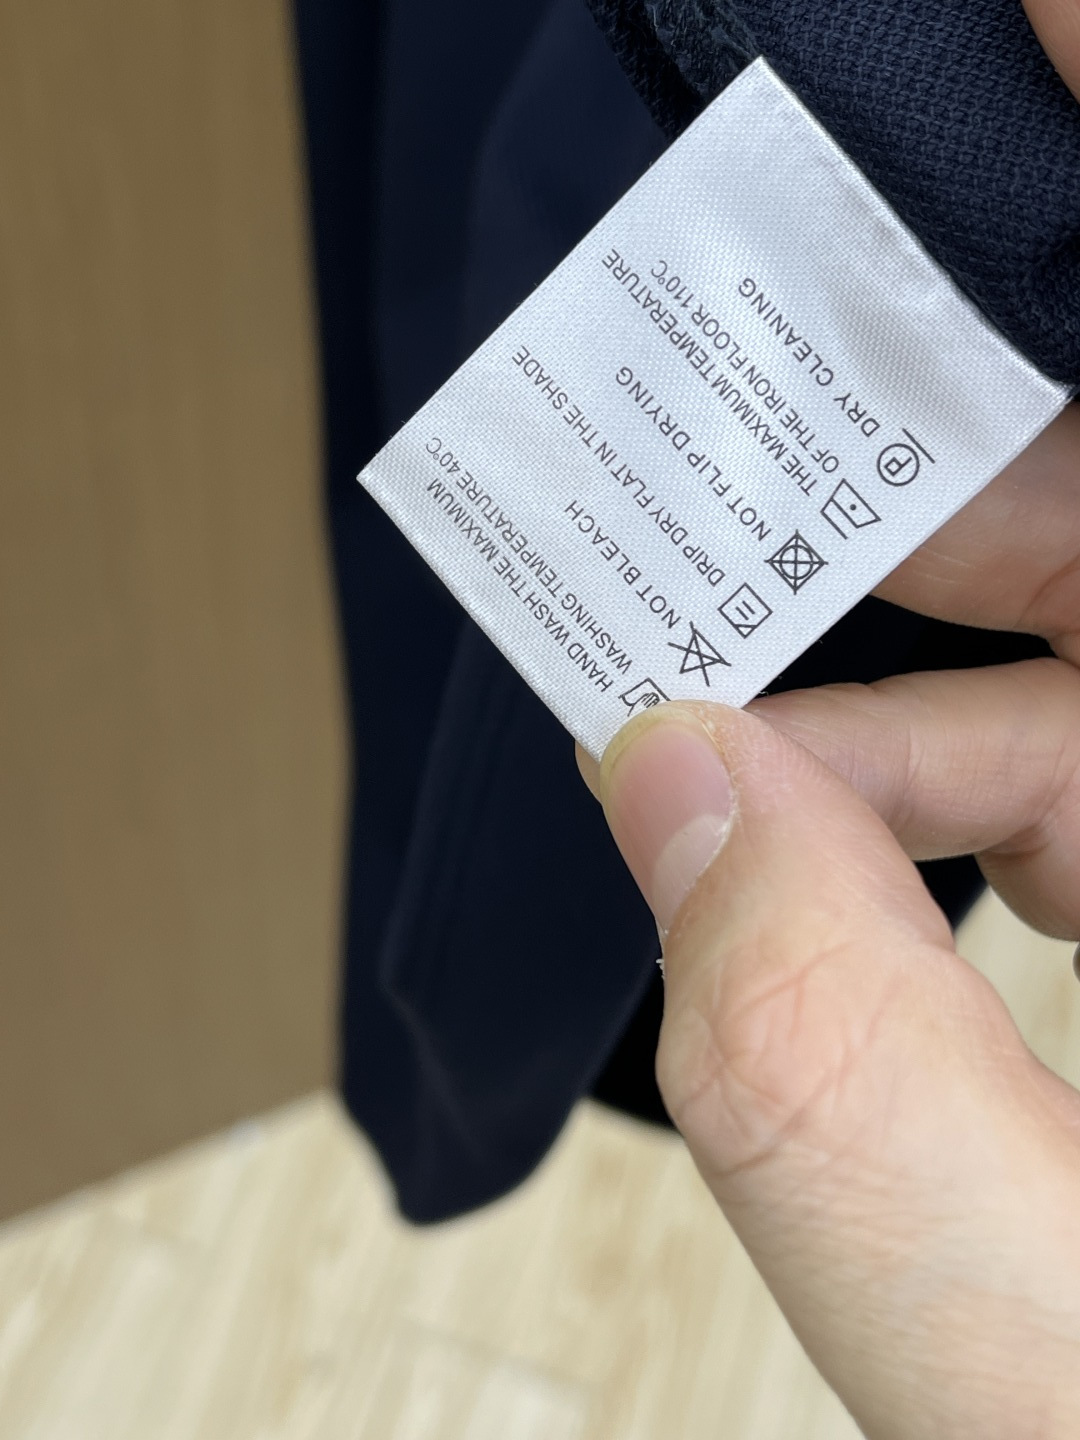 HAND WASH THE MAXIMUM
WASHING TEMPERATURE 40℃
NOT BLEACH
DRIP DRY FLAT IN THE SHADE
NOT FLIP DRYING
THE MAXIMUM TEMPERATURE
OF THE IRON FLOOR 110℃
P DRY CLEANING